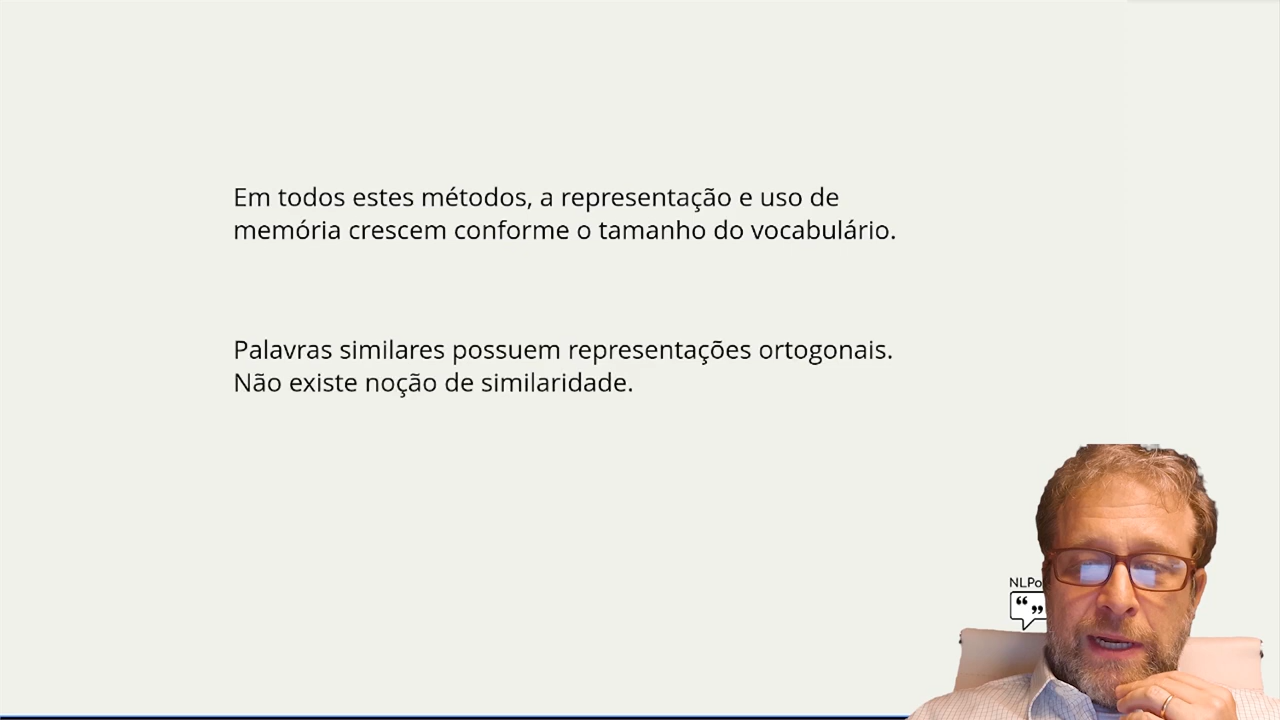 Em todos estes métodos, a representação e uso de
memória crescem conforme o tamanho do vocabulário.
Palavras similares possuem representações ortogonais.
Não existe noção de similaridade.